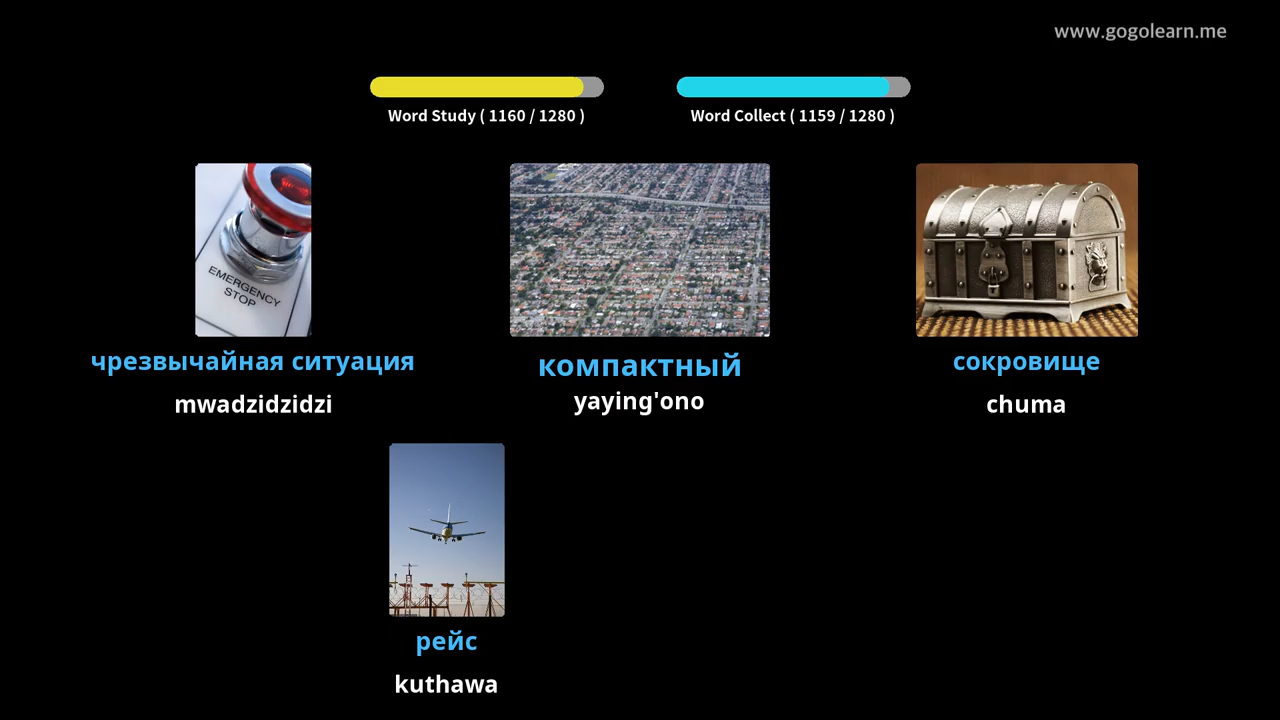 www.gogolearn.me
Word Study ( 1160 / 1280 )
Word Collect ( 1159 / 1280 )
EMERGENCY
STOP
чрезвычайная ситуация
mwadzidzidzi
компактный
yaying'ono
сокровище
chuma
рейс
kuthawa